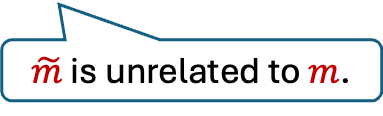 m̃ is unrelated to m.